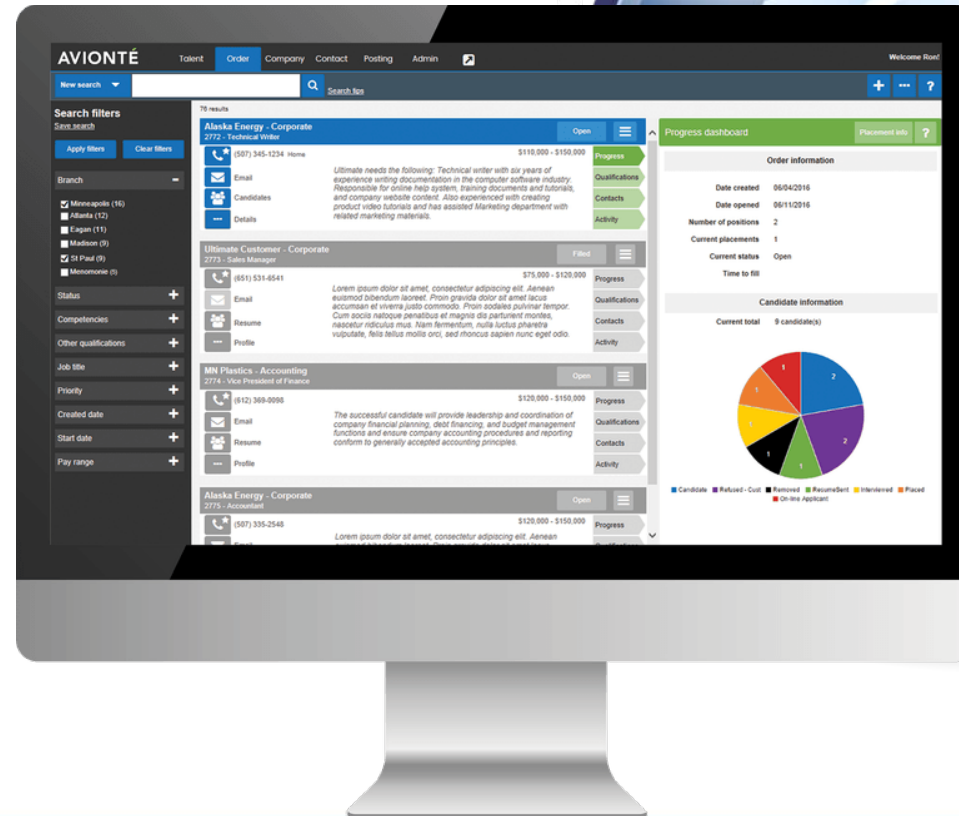 AVIONTÉ
Talent Order Company Contact Posting Admin
Welcome Ron!
New search
Search tips
?
Search filters
Save search
Apply filters Clear filters
Branch
Minneapolis (16)
Atlanta (12)
Eagan (11)
Madison (9)
St Paul (9)
Menomonie (5)
Status
Competencies
Other qualifications
Job title
Priority
Created date
Start date
Pay range
76 results
Alaska Energy - Corporate
2772 - Technical Writer
Open
(507) 345-1234 Home
$110,000 - $150,000
Email
Candidates
Details
Ultimate needs the following: Technical writer with six years of
experience writing documentation in the computer software industry.
Responsible for online help system, training documents and tutorials,
and company website content. Also experienced with creating
product video tutorials and has assisted Marketing department with
related marketing materials.
Progress
Qualifications
Contacts
Activity
Ultimate Customer - Corporate
2773 - Sales Manager
Filled
(651) 531-6541
$75,000 - $120,000
Email
Resume
Profile
Lorem ipsum dolor sit amet, consectetur adipiscing elit. Aenean
euismod bibendum laoreet. Proin gravida dolor sit amet lacus
accumsan et viverra justo commodo. Proin sodales pulvinar tempor.
Cum sociis natoque penatibus et magnis dis parturient montes,
nascetur ridiculus mus. Nam fermentum, nulla luctus pharetra
vulputate, felis tellus mollis orci, sed rhoncus sapien nunc eget odio.
Progress
Qualifications
Contacts
Activity
MN Plastics - Accounting
2774 - Vice President of Finance
Open
(612) 369-0098
$120,000 - $150,000
Email
Resume
Profile
The successful candidate will provide leadership and coordination of
company financial planning, debt financing, and budget management
functions and ensure company accounting procedures and reporting
conform to generally accepted accounting principles.
Progress
Qualifications
Contacts
Activity
Alaska Energy - Corporate
2775 - Accountant
Open
(507) 335-2548
$120,000 - $150,000
Lorem ipsum dolor sit amet, consectetur adipiscing elit. Aenean
Progress
Progress dashboard
Placement info ?
Order information
Date created 06/04/2016
Date opened 06/11/2016
Number of positions 2
Current placements 1
Current status Open
Time to fill
Candidate information
Current total 9 candidate(s)
1
2
1
1
2
1
1
Candidate Refused - Cust Removed ResumeSent Interviewed Placed
On-line Applicant